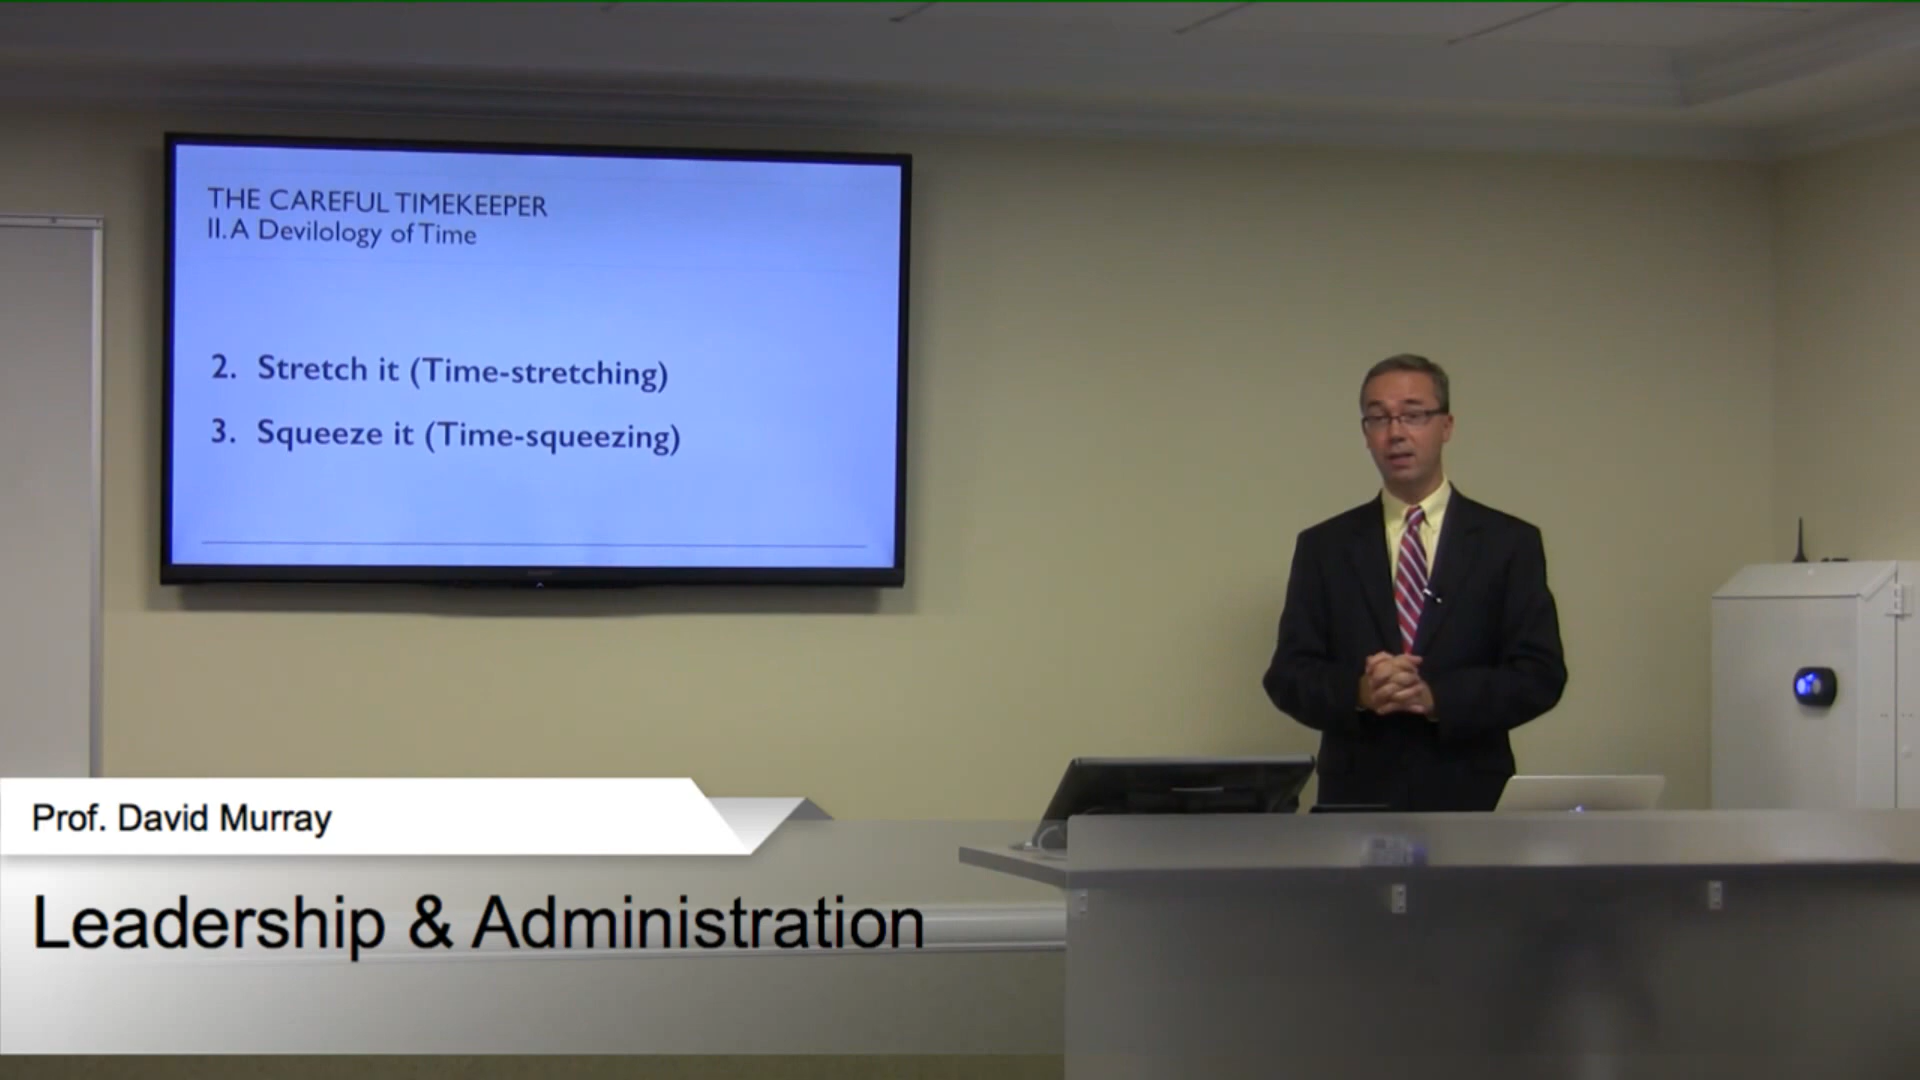 THE CAREFUL TIMEKEEPER
II. A Devilology of Time
2. Stretch it (Time-stretching)
3. Squeeze it (Time-squeezing)
Prof. David Murray
Leadership & Administration